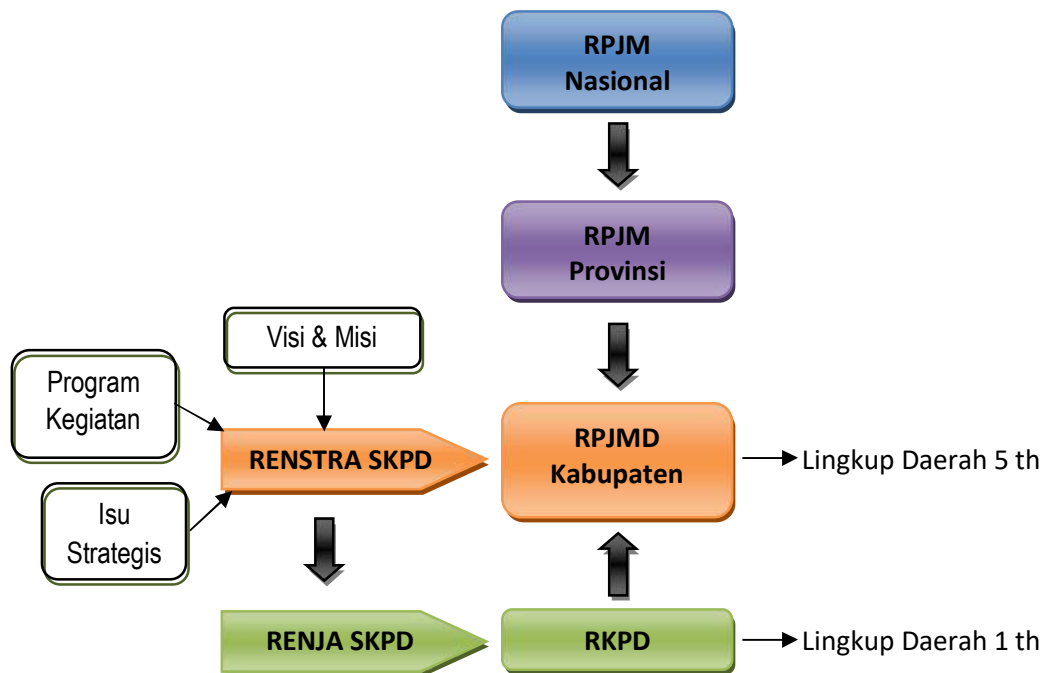 RPJM
Nasional
RPJM
Provinsi
Visi & Misi
Program
Kegiatan
RENSTRA SKPD
RPJMD
Kabupaten
Lingkup Daerah 5 th
Isu
Strategis
RENJA SKPD
RKPD
Lingkup Daerah 1 th